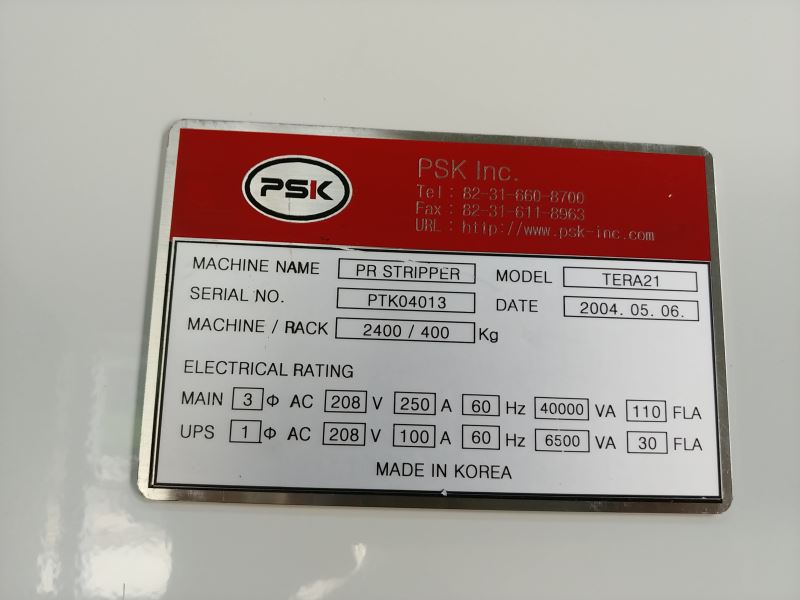 PSK
PSK Inc.
Tel : 82-31-660-8700
Fax : 82-31-611-8963
URL : http://www.psk-inc.com
MACHINE NAME PR STRIPPER MODEL TERA21
SERIAL NO. PTK04013 DATE 2004. 05. 06.
MACHINE / RACK 2400 / 400 Kg
ELECTRICAL RATING
MAIN 3 Φ AC 208 V 250 A 60 Hz 40000 VA 110 FLA
UPS 1 Φ AC 208 V 100 A 60 Hz 6500 VA 30 FLA
MADE IN KOREA